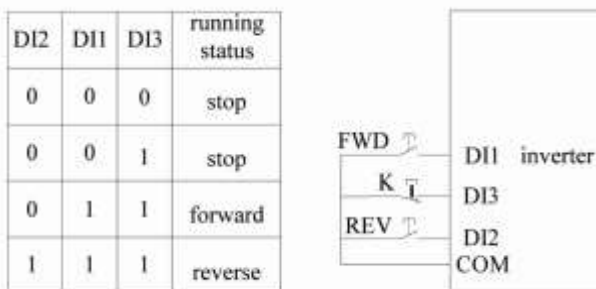 DI2 DI1 DI3 running
status
0 0 0 stop
0 0 1 stop
0 1 1 forward
1 1 1 reverse
FWD DI1 inverter
K DI3
REV DI2
COM